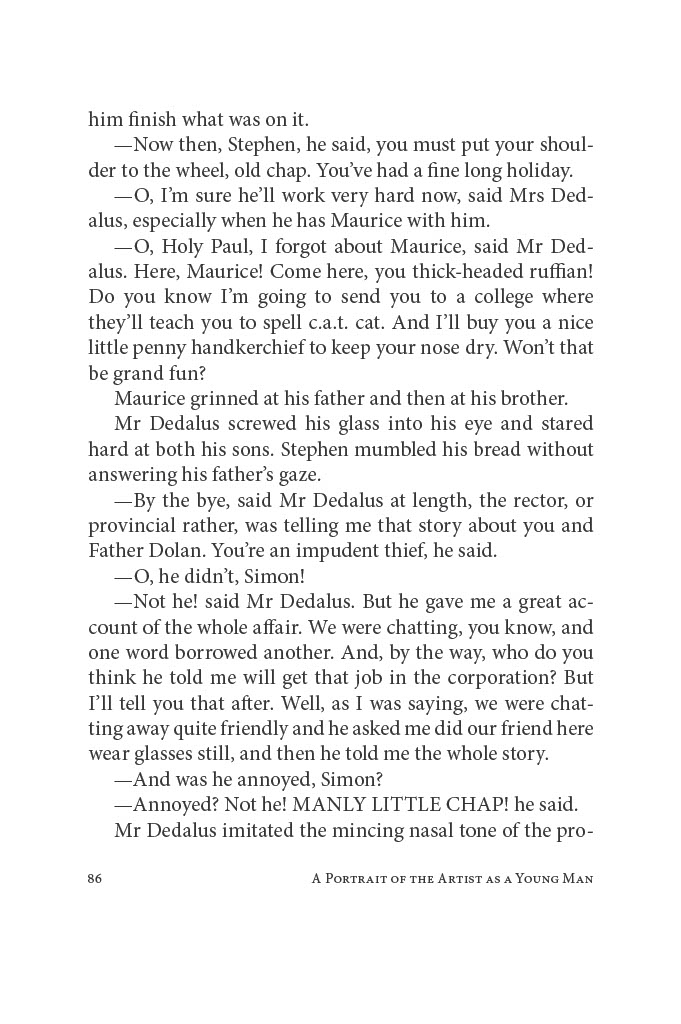 him finish what was on it.
—Now then, Stephen, he said, you must put your shoul-
der to the wheel, old chap. You’ve had a fine long holiday.
—O, I’m sure he’ll work very hard now, said Mrs Ded-
alus, especially when he has Maurice with him.
—O, Holy Paul, I forgot about Maurice, said Mr Ded-
alus. Here, Maurice! Come here, you thick-headed ruffian!
Do you know I’m going to send you to a college where
they’ll teach you to spell c.a.t. cat. And I’ll buy you a nice
little penny handkerchief to keep your nose dry. Won’t that
be grand fun?
Maurice grinned at his father and then at his brother.
Mr Dedalus screwed his glass into his eye and stared
hard at both his sons. Stephen mumbled his bread without
answering his father’s gaze.
—By the bye, said Mr Dedalus at length, the rector, or
provincial rather, was telling me that story about you and
Father Dolan. You’re an impudent thief, he said.
—O, he didn’t, Simon!
—Not he! said Mr Dedalus. But he gave me a great ac-
count of the whole affair. We were chatting, you know, and
one word borrowed another. And, by the way, who do you
think he told me will get that job in the corporation? But
I’ll tell you that after. Well, as I was saying, we were chat-
ting away quite friendly and he asked me did our friend here
wear glasses still, and then he told me the whole story.
—And was he annoyed, Simon?
—Annoyed? Not he! MANLY LITTLE CHAP! he said.
Mr Dedalus imitated the mincing nasal tone of the pro-
86 A Portrait of the Artist as a Young Man